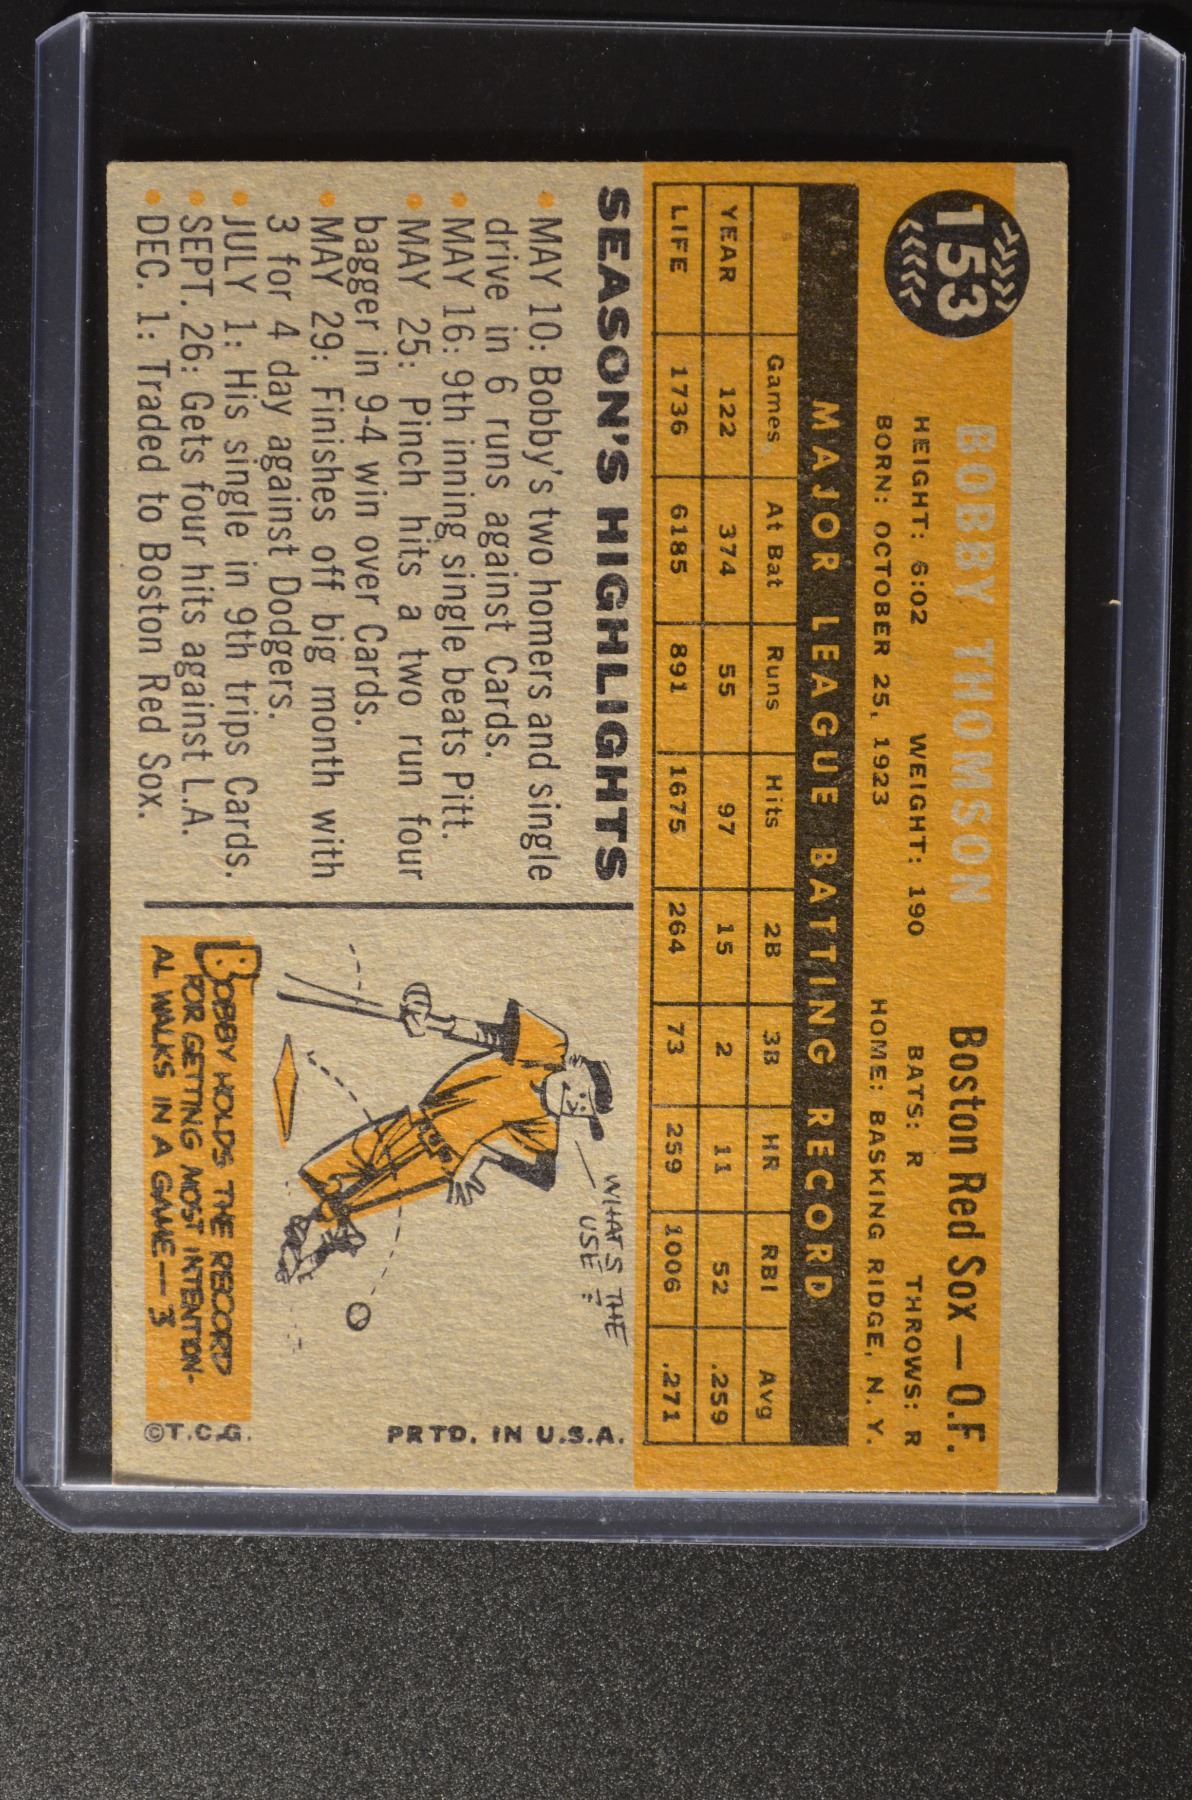 153
BOBBY THOMSON
Boston Red Sox — O.F.
HEIGHT: 6:02 WEIGHT: 190 BATS: R THROWS: R
BORN: OCTOBER 25, 1923 HOME: BASKING RIDGE, N. Y.
MAJOR LEAGUE BATTING RECORD
Games At Bat Runs Hits 2B 3B HR RBI Avg
YEAR 122 374 55 97 15 2 11 52 .259
LIFE 1736 6185 891 1675 264 73 259 1006 .271
SEASON'S HIGHLIGHTS
• MAY 10: Bobby's two homers and single
drive in 6 runs against Cards.
• MAY 16: 9th inning single beats Pitt.
• MAY 25: Pinch hits a two run four
bagger in 9-4 win over Cards.
• MAY 29: Finishes off big month with
3 for 4 day against Dodgers.
• JULY 1: His single in 9th trips Cards.
• SEPT. 26: Gets four hits against L.A.
• DEC. 1: Traded to Boston Red Sox.
WHAT'S THE
USE!
BOBBY HOLDS THE RECORD
FOR GETTING MOST INTENTION-
AL WALKS IN A GAME— 3
©T.C.G. PRTD. IN U.S.A.